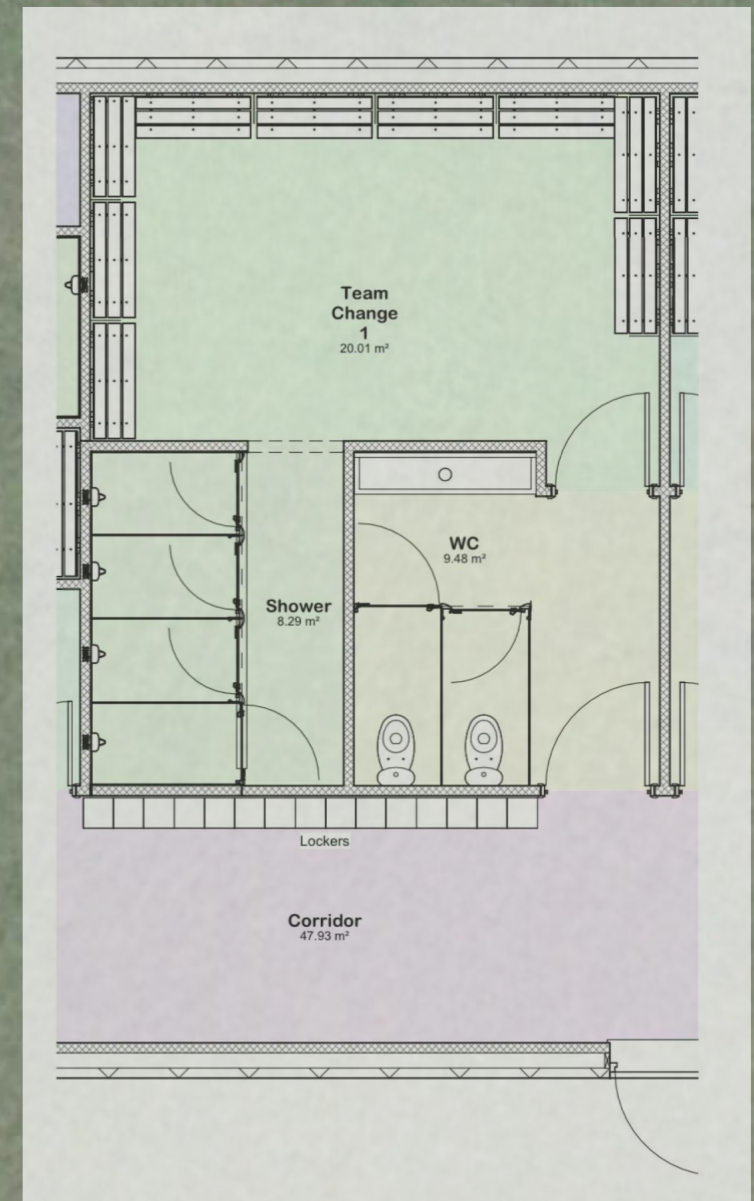 Team
Change
1
20.01 m²
WC
9.48 m²
Shower
8.29 m²
Lockers
Corridor
47.93 m²